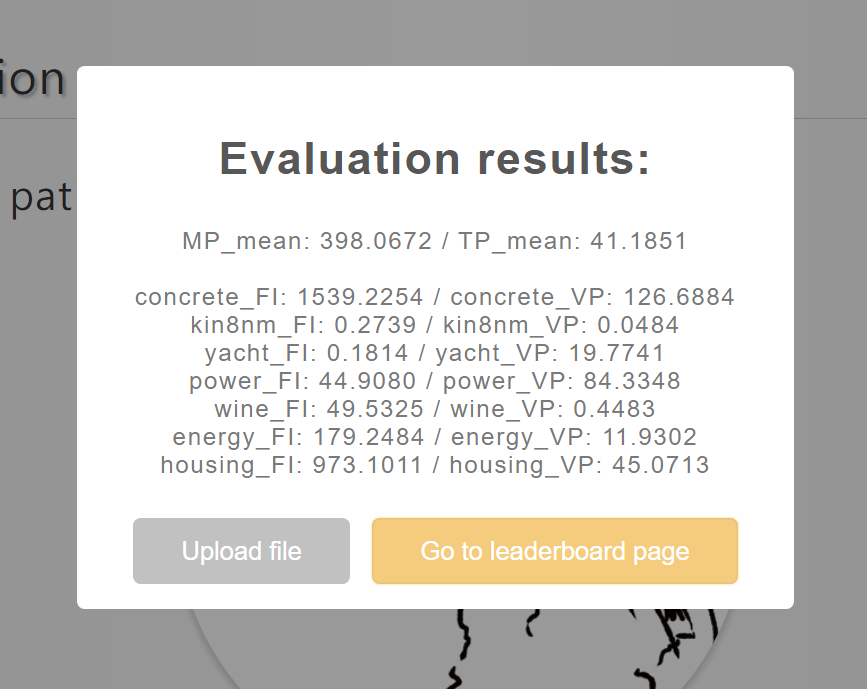 ion
pat
Evaluation results:
MP_mean: 398.0672 / TP_mean: 41.1851
concrete_FI: 1539.2254 / concrete_VP: 126.6884
kin8nm_FI: 0.2739 / kin8nm_VP: 0.0484
yacht_FI: 0.1814 / yacht_VP: 19.7741
power_FI: 44.9080 / power_VP: 84.3348
wine_FI: 49.5325 / wine_VP: 0.4483
energy_FI: 179.2484 / energy_VP: 11.9302
housing_FI: 973.1011 / housing_VP: 45.0713
Upload file
Go to leaderboard page